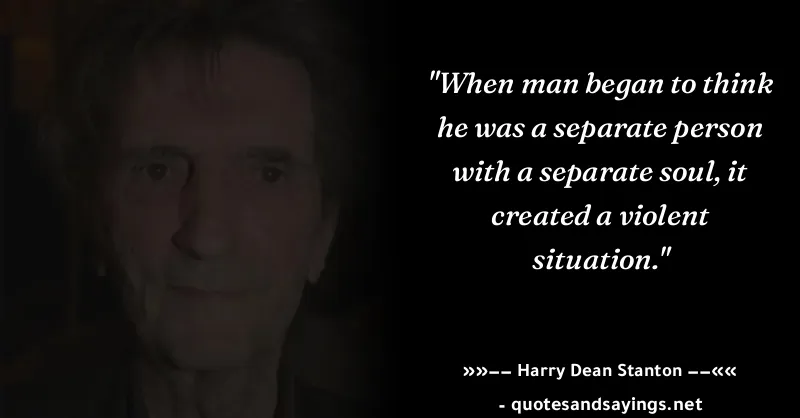 "When man began to think
he was a separate person
with a separate soul, it
created a violent
situation."
»»–– Harry Dean Stanton ––««
- quotesandsayings.net